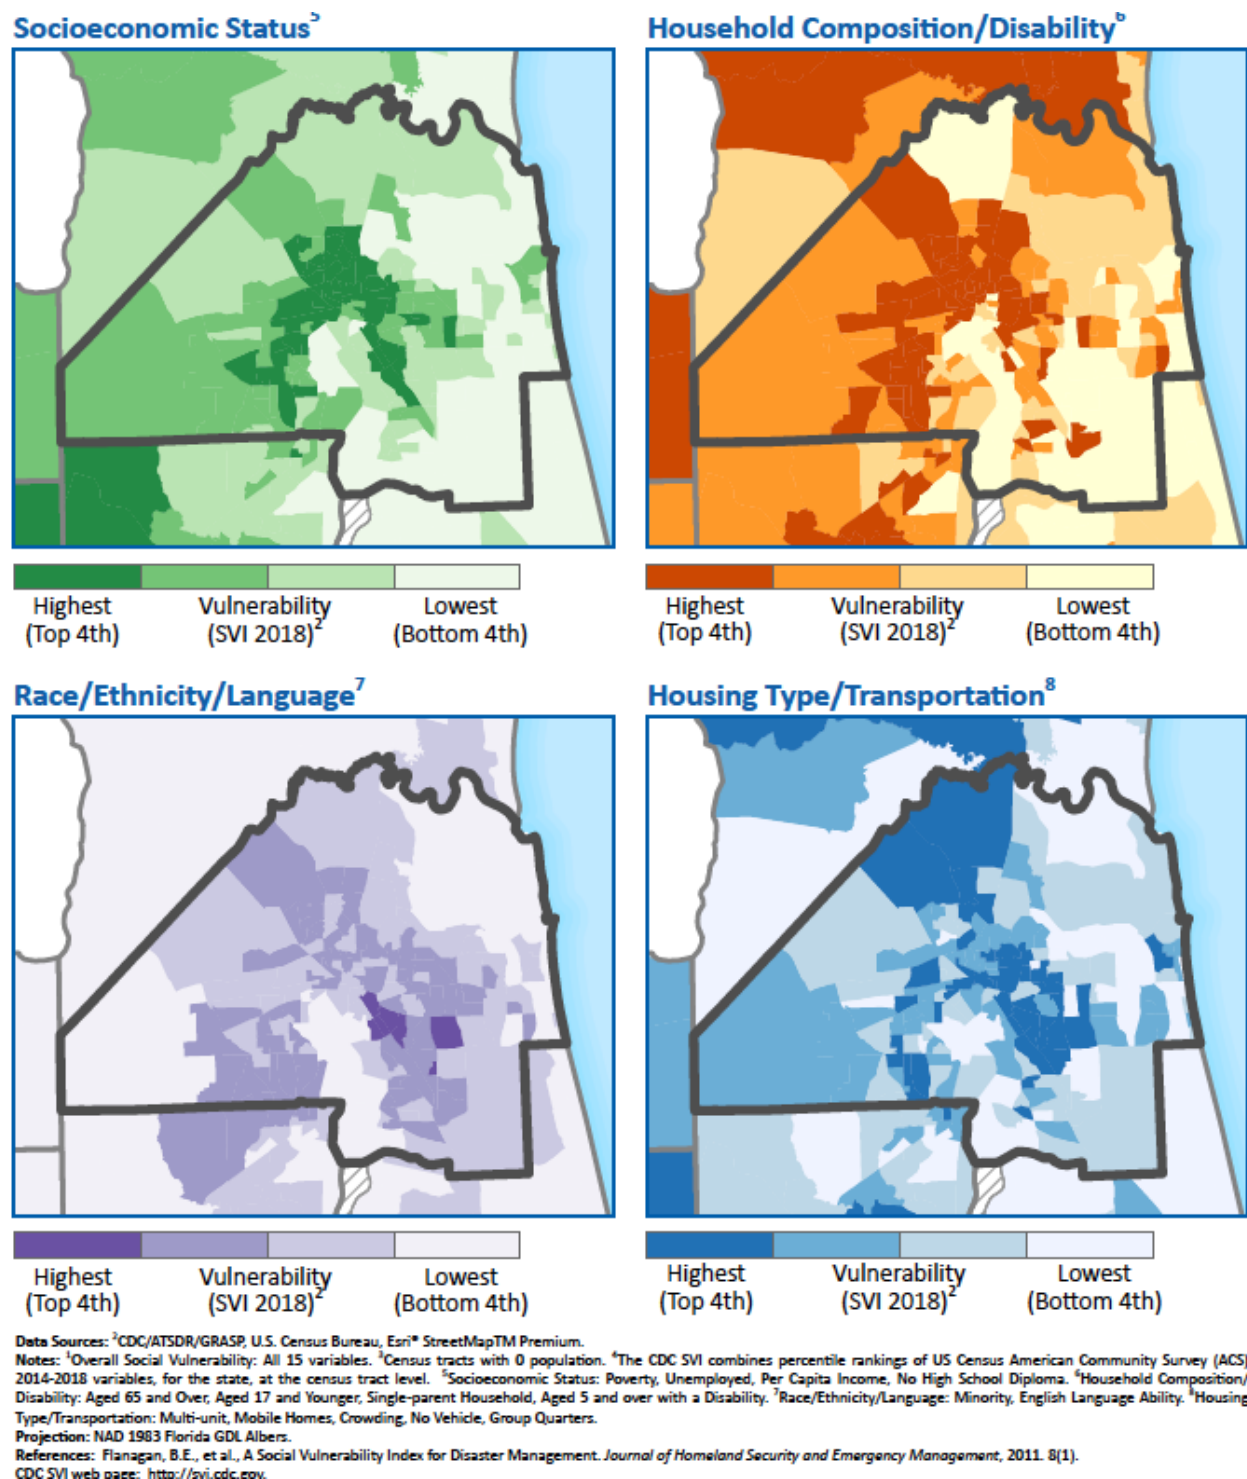 Socioeconomic Status⁵
Household Composition/Disability⁶
Highest
(Top 4th)
Vulnerability
(SVI 2018)²
Lowest
(Bottom 4th)
Highest
(Top 4th)
Vulnerability
(SVI 2018)²
Lowest
(Bottom 4th)
Race/Ethnicity/Language⁷
Housing Type/Transportation⁸
Highest
(Top 4th)
Vulnerability
(SVI 2018)²
Lowest
(Bottom 4th)
Highest
(Top 4th)
Vulnerability
(SVI 2018)²
Lowest
(Bottom 4th)
Data Sources: ²CDC/ATSDR/GRASP, U.S. Census Bureau, Esri® StreetMapTM Premium.
Notes: ¹Overall Social Vulnerability: All 15 variables. ³Census tracts with 0 population. ⁴The CDC SVI combines percentile rankings of US Census American Community Survey (ACS)
2014-2018 variables, for the state, at the census tract level. ⁵Socioeconomic Status: Poverty, Unemployed, Per Capita Income, No High School Diploma. ⁶Household Composition/
Disability: Aged 65 and Over, Aged 17 and Younger, Single-parent Household, Aged 5 and over with a Disability. ⁷Race/Ethnicity/Language: Minority, English Language Ability. ⁸Housing
Type/Transportation: Multi-unit, Mobile Homes, Crowding, No Vehicle, Group Quarters.
Projection: NAD 1983 Florida GDL Albers.
References: Flanagan, B.E., et al., A Social Vulnerability Index for Disaster Management. Journal of Homeland Security and Emergency Management, 2011. 8(1).
CDC SVI web page: http://svi.cdc.gov.